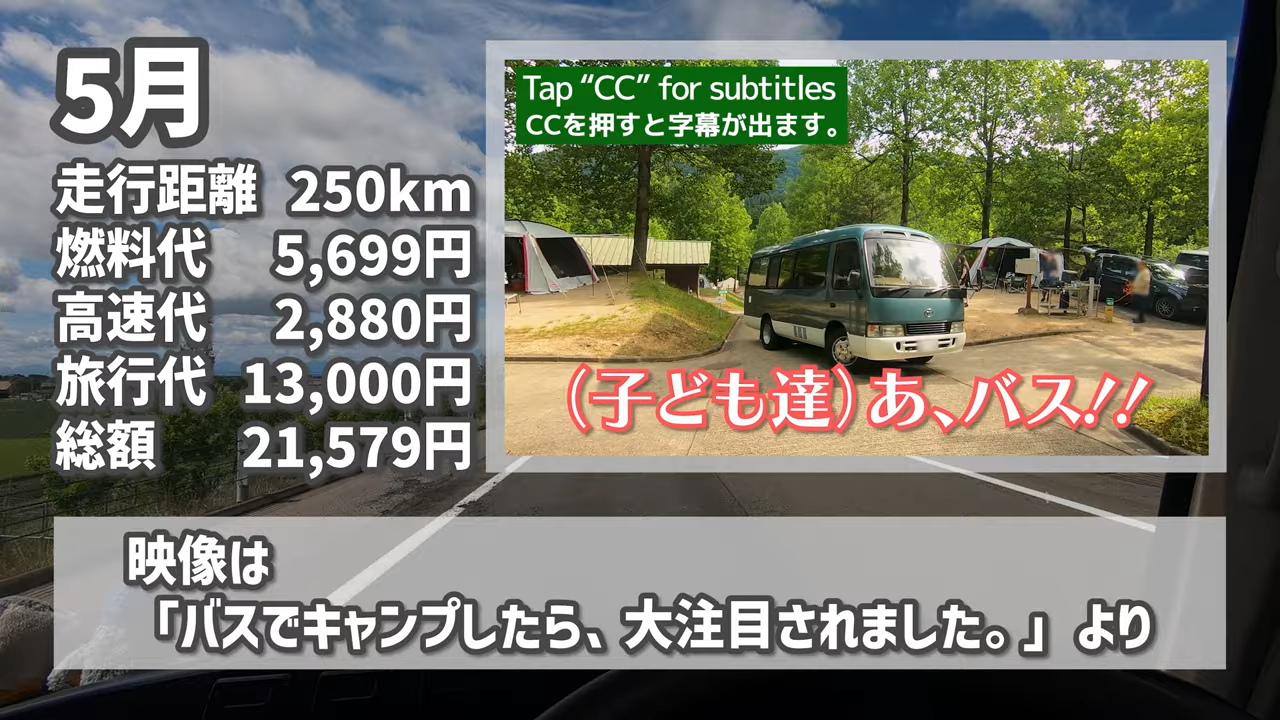 5月
走行距離 250km
燃料代 5,699円
高速代 2,880円
旅行代 13,000円
総額 21,579円
Tap “CC” for subtitles
CCを押すと字幕が出ます。
（子ども達）あ、バス!!
映像は
「バスでキャンプしたら、大注目されました。」 より